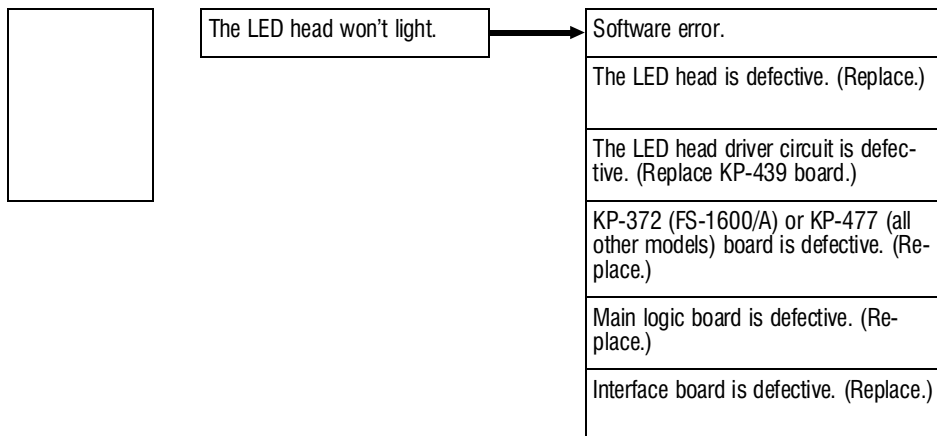 The LED head won’t light.
Software error.
The LED head is defective. (Replace.)
The LED head driver circuit is defec-
tive. (Replace KP-439 board.)
KP-372 (FS-1600/A) or KP-477 (all
other models) board is defective. (Re-
place.)
Main logic board is defective. (Re-
place.)
Interface board is defective. (Replace.)